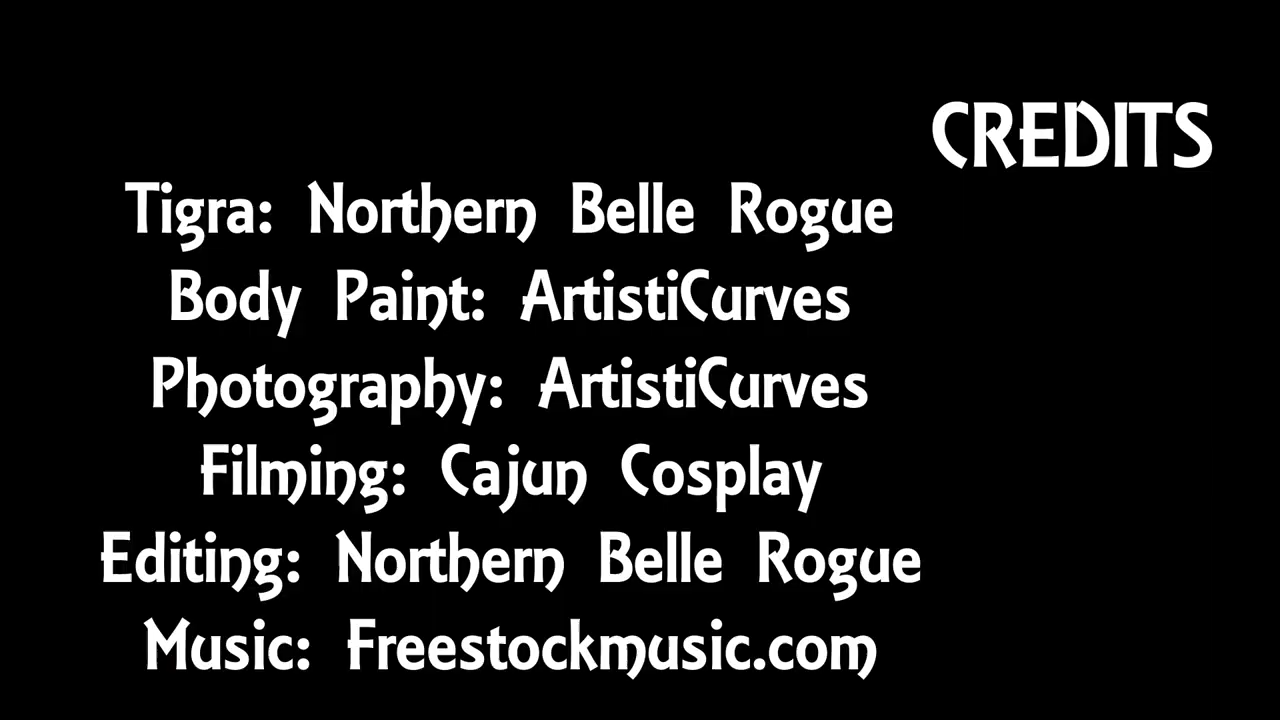 CREDITS
Tigra: Northern Belle Rogue
Body Paint: ArtistiCurves
Photography: ArtistiCurves
Filming: Cajun Cosplay
Editing: Northern Belle Rogue
Music: Freestockmusic.com